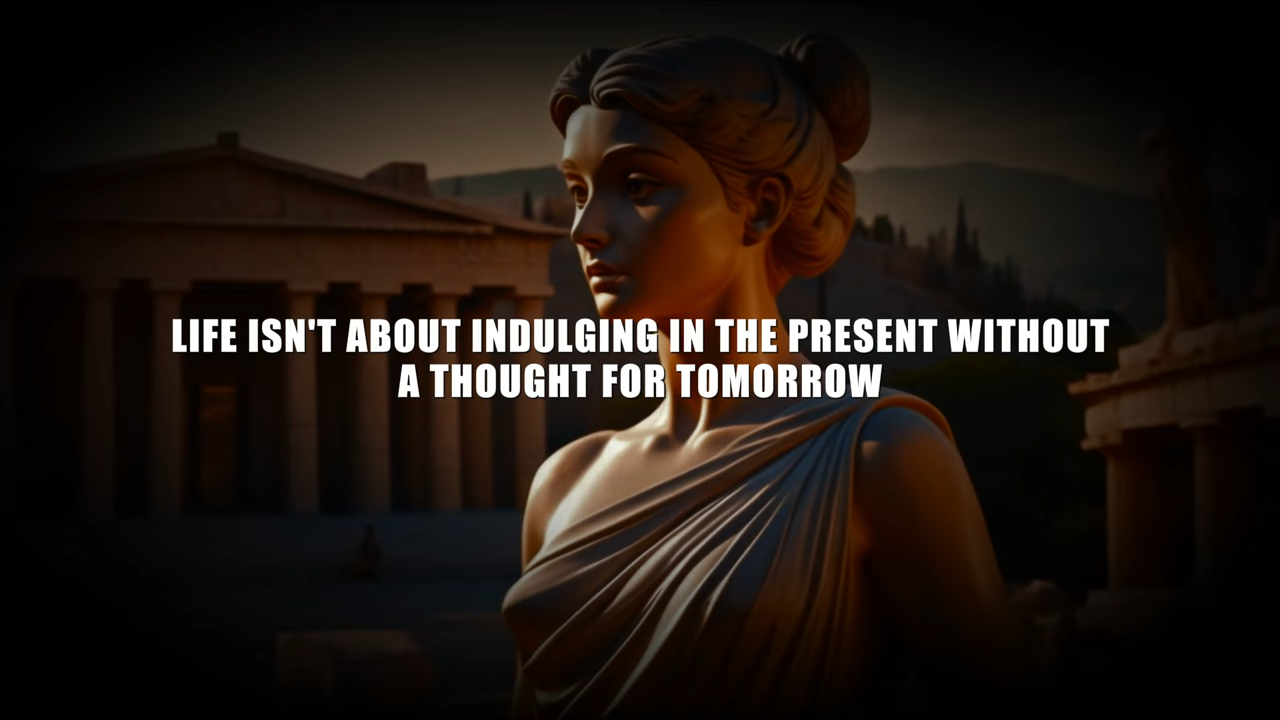 LIFE ISN'T ABOUT INDULGING IN THE PRESENT WITHOUT
A THOUGHT FOR TOMORROW